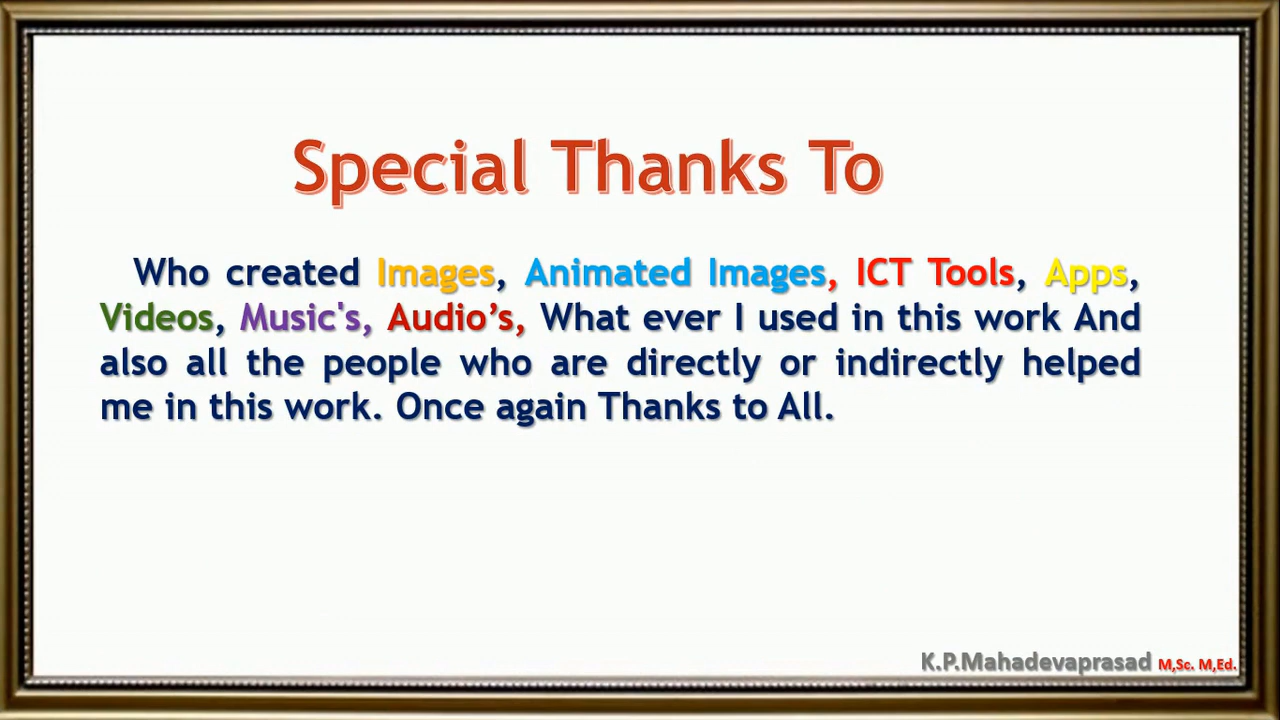 Special Thanks To
Who created Images, Animated Images, ICT Tools, Apps,
Videos, Music's, Audio’s, What ever I used in this work And
also all the people who are directly or indirectly helped
me in this work. Once again Thanks to All.
K.P.Mahadevaprasad M,Sc. M,Ed.